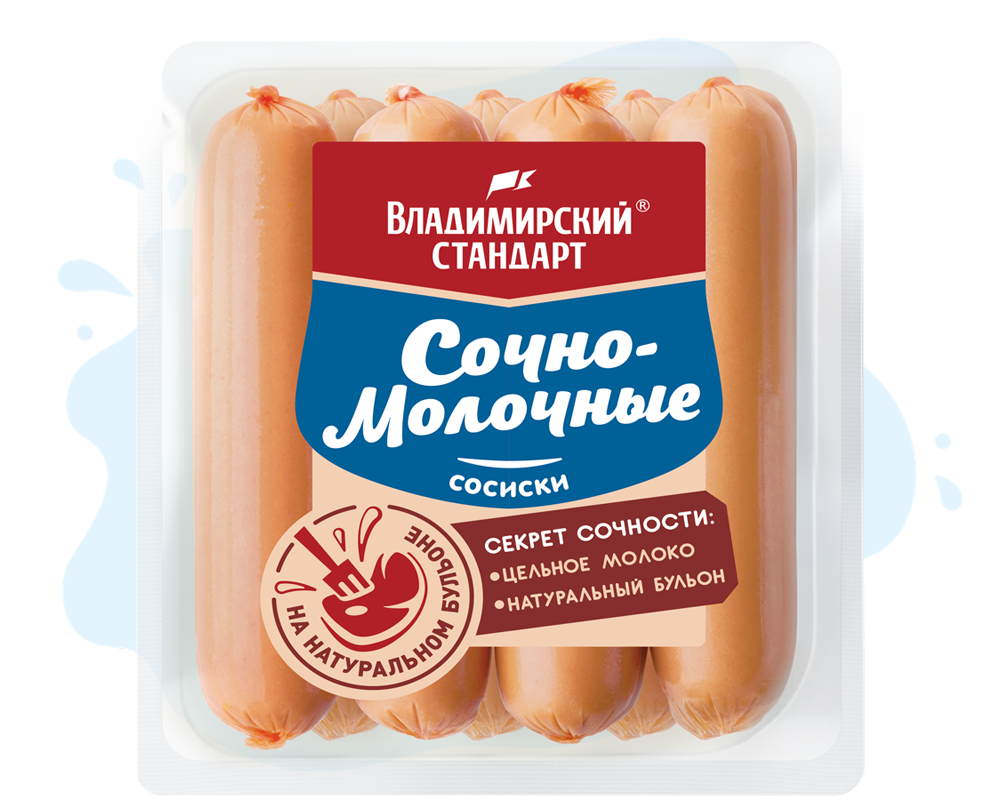 Владимирский®
стандарт
Сочно-
Молочные
сосиски
СЕКРЕТ СОЧНОСТИ:
•ЦЕЛЬНОЕ МОЛОКО
•НАТУРАЛЬНЫЙ БУЛЬОН
НА НАТУРАЛЬНОМ БУЛЬОНЕ